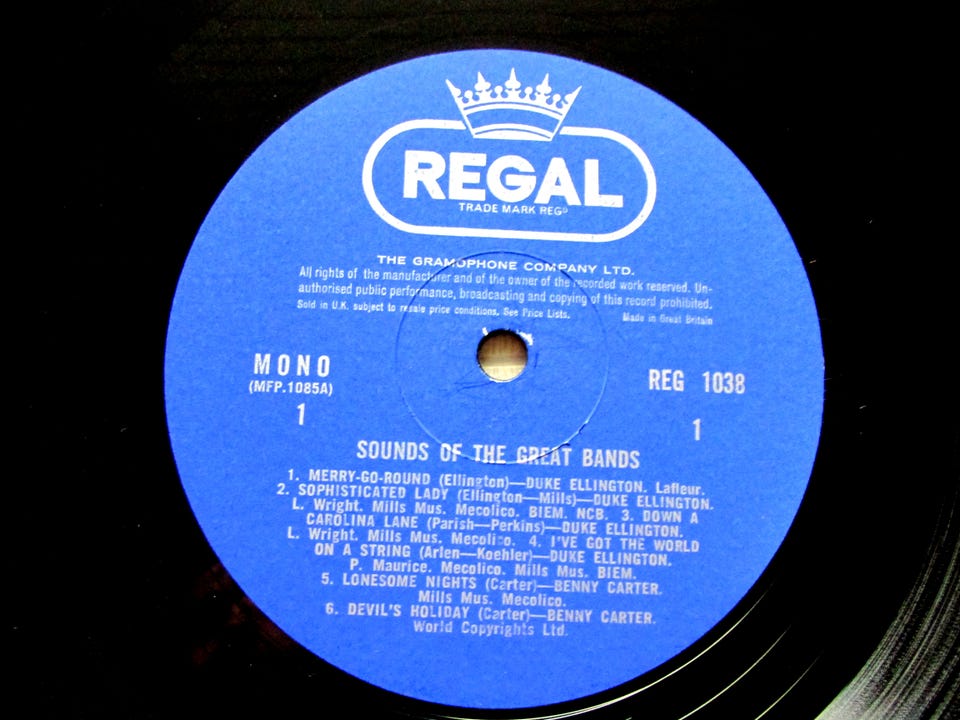 REGAL
TRADE MARK REGD
THE GRAMOPHONE COMPANY LTD.
All rights of the manufacturer and of the owner of the recorded work reserved. Un-
authorised public performance, broadcasting and copying of this record prohibited.
Sold in U.K. subject to resale price conditions, See Price Lists. Made in Great Britain
MONO
(MFP.1085A)
1
REG 1038
1
SOUNDS OF THE GREAT BANDS
1. MERRY-GO-ROUND (Ellington)—DUKE ELLINGTON. Lafleur.
2. SOPHISTICATED LADY (Ellington—Mills)—DUKE ELLINGTON.
L. Wright. Mills Mus. Mecolico. BIEM. NCB. 3. DOWN A
CAROLINA LANE (Parish—Perkins)—DUKE ELLINGTON.
L. Wright. Mills Mus. Mecolico. 4. I'VE GOT THE WORLD
ON A STRING (Arlen—Koehler)—DUKE ELLINGTON.
P. Maurice. Mecolico. Mills Mus. BIEM.
5. LONESOME NIGHTS (Carter)—BENNY CARTER.
Mills Mus. Mecolico.
6. DEVIL'S HOLIDAY (Carter)—BENNY CARTER.
World Copyrights Ltd.